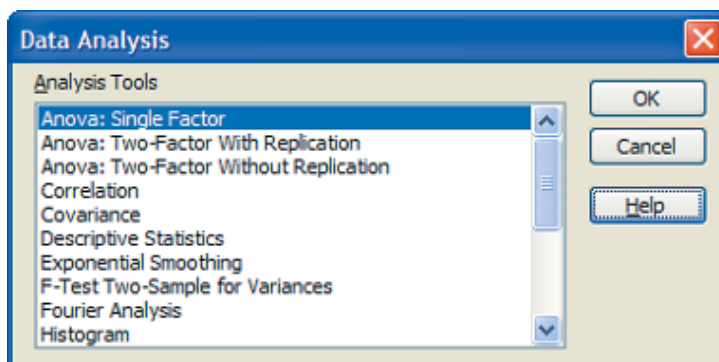 Data Analysis
Analysis Tools
Anova: Single Factor
Anova: Two-Factor With Replication
Anova: Two-Factor Without Replication
Correlation
Covariance
Descriptive Statistics
Exponential Smoothing
F-Test Two-Sample for Variances
Fourier Analysis
Histogram
OK
Cancel
Help